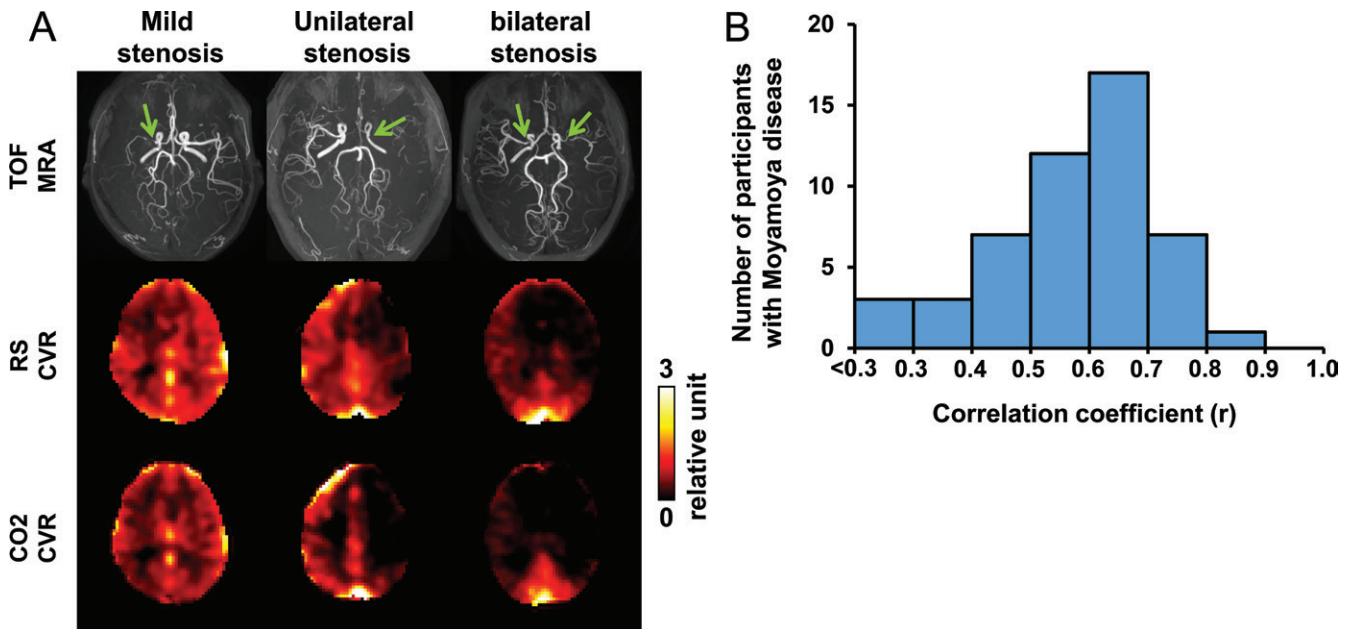 A
Mild
stenosis
Unilateral
stenosis
bilateral
stenosis
TOF
MRA
RS
CVR
CO2
CVR
3
0
relative unit
B
Number of participants
with Moyamoya disease
20
15
10
5
0
<0.3 0.3 0.4 0.5 0.6 0.7 0.8 0.9 1.0
Correlation coefficient (r)